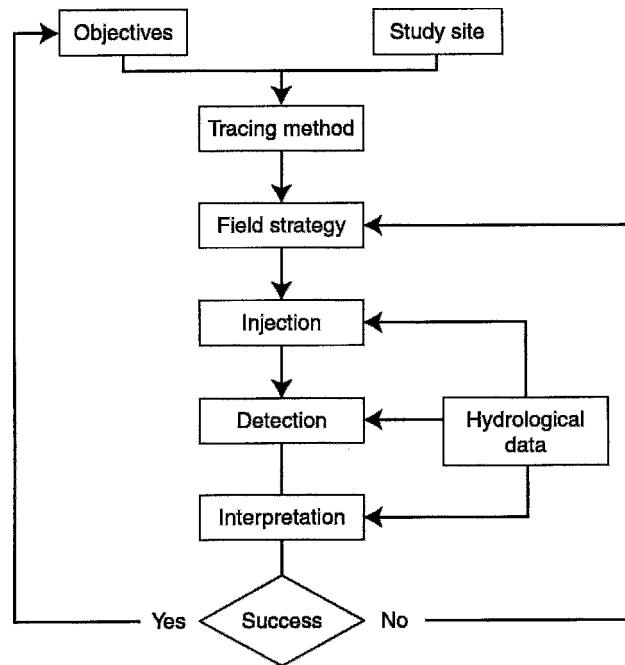 Objectives
Study site
Tracing method
Field strategy
Injection
Detection
Hydrological
data
Interpretation
Yes
Success
No